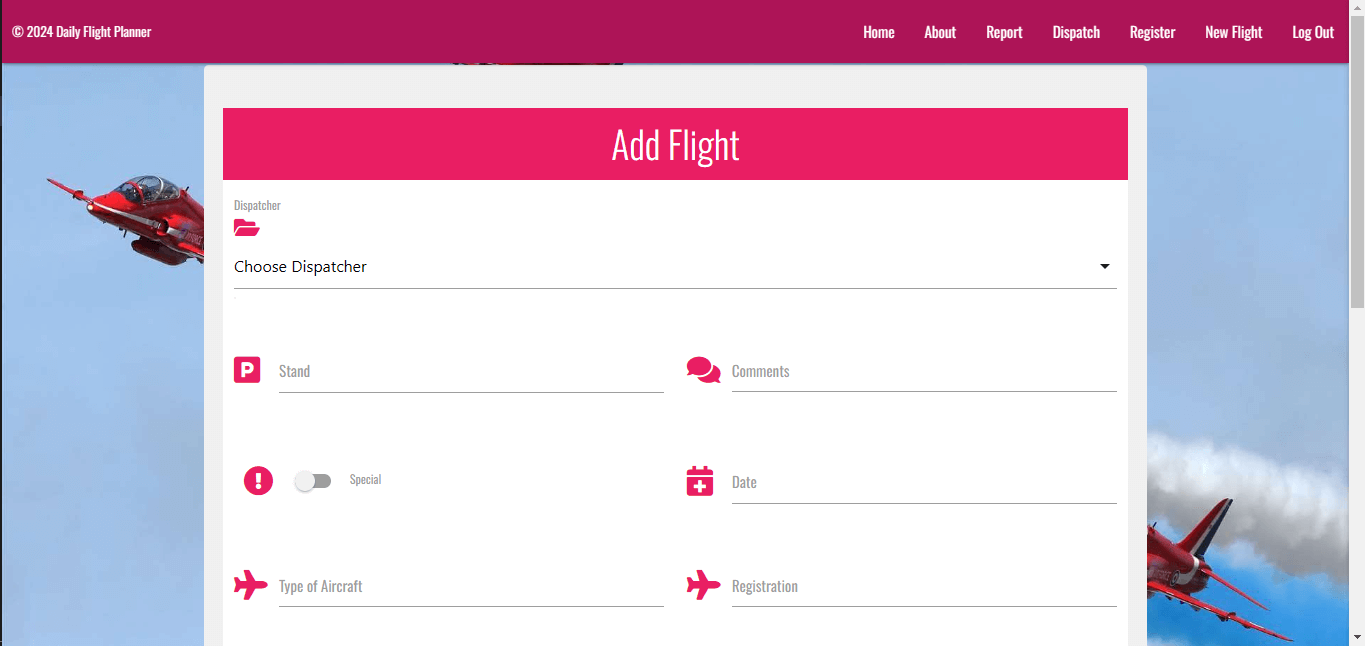 © 2024 Daily Flight Planner
Home About Report Dispatch Register New Flight Log Out
Add Flight
Dispatcher
Choose Dispatcher
Stand
Comments
Special
Date
Type of Aircraft
Registration